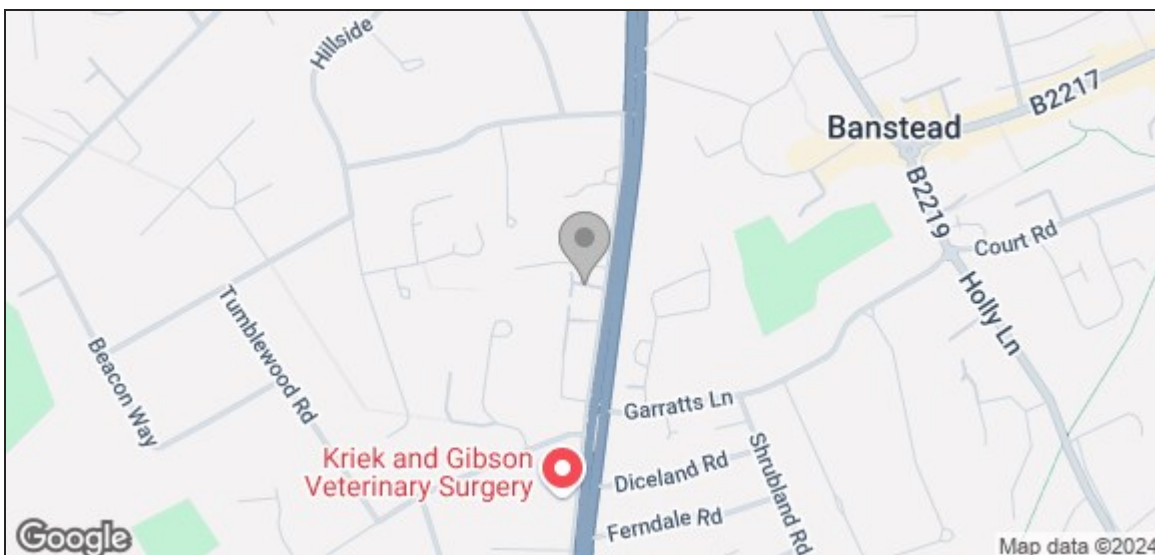 Hillside
B2217
Banstead
B2219
Court Rd
Holly Ln
Tumblewood Rd
Beacon Way
Garratts Ln
Kriek and Gibson
Veterinary Surgery
Diceland Rd
Shrubland Rd
Ferndale Rd
Google
Map data ©2024